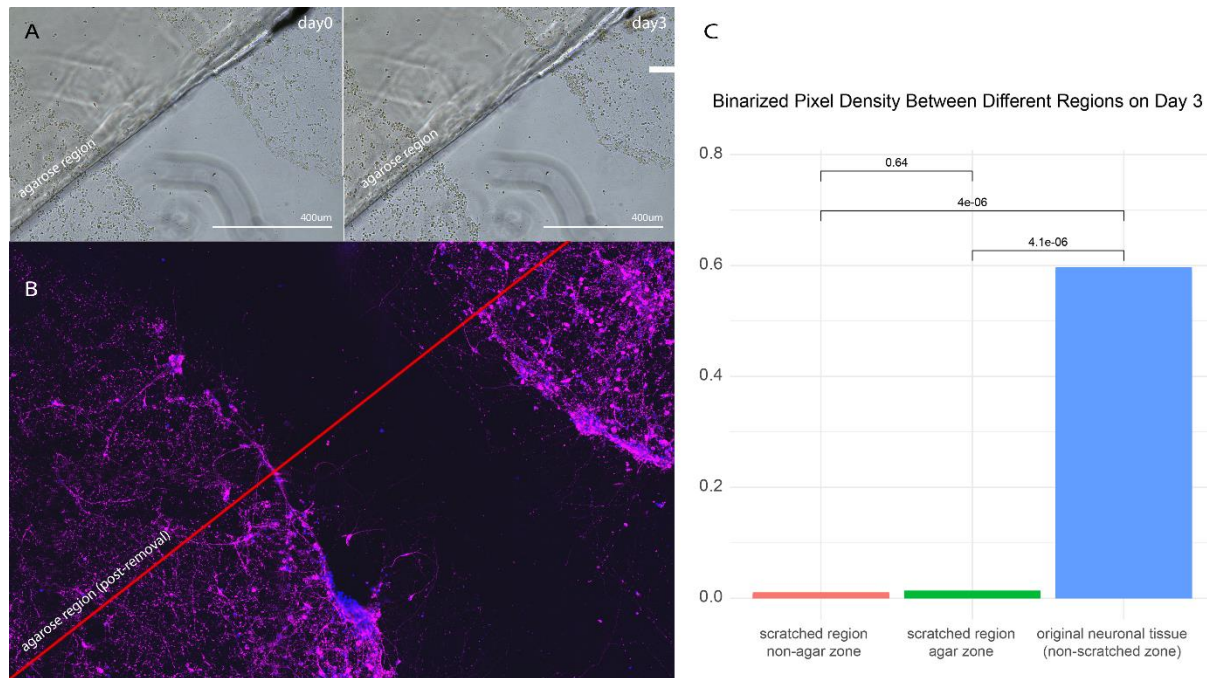 A
day0
agarose region
400um
day3
agarose region
400um
B
agarose region (post-removal)
C
Binarized Pixel Density Between Different Regions on Day 3
0.8
0.64
4e-06
4.1e-06
0.6
0.4
0.2
0.0
scratched region
non-agar zone
scratched region
agar zone
original neuronal tissue
(non-scratched zone)